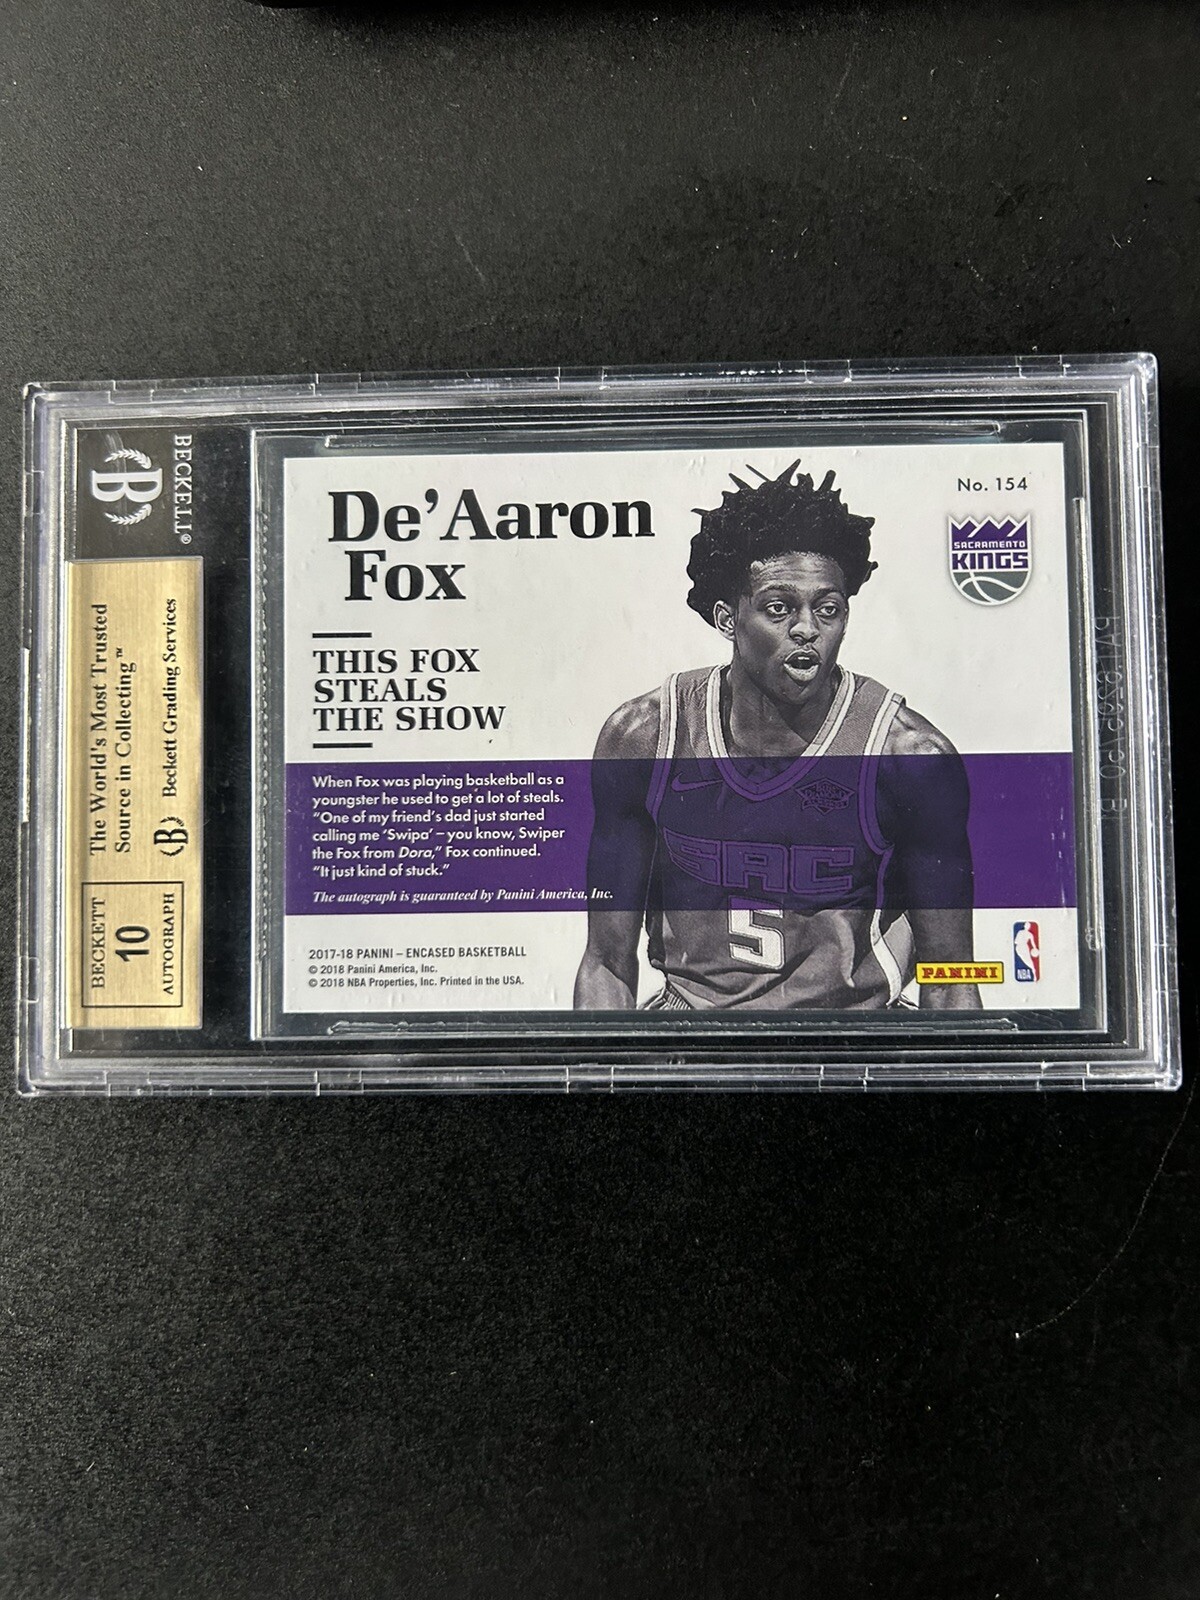 BECKETT®
B
The World's Most Trusted
Source in Collecting™
B Beckett Grading Services
BECKETT
10
AUTOGRAPH
De'Aaron
Fox
THIS FOX
STEALS
THE SHOW
When Fox was playing basketball as a
youngster he used to get a lot of steals.
“One of my friend's dad just started
calling me ‘Swipa’ – you know, Swiper
the Fox from Dora,” Fox continued.
“It just kind of stuck.”
The autograph is guaranteed by Panini America, Inc.
2017-18 PANINI – ENCASED BASKETBALL
© 2018 Panini America, Inc.
© 2018 NBA Properties, Inc. Printed in the USA.
No. 154
SACRAMENTO
KINGS
SAC
5
PANINI
NBA